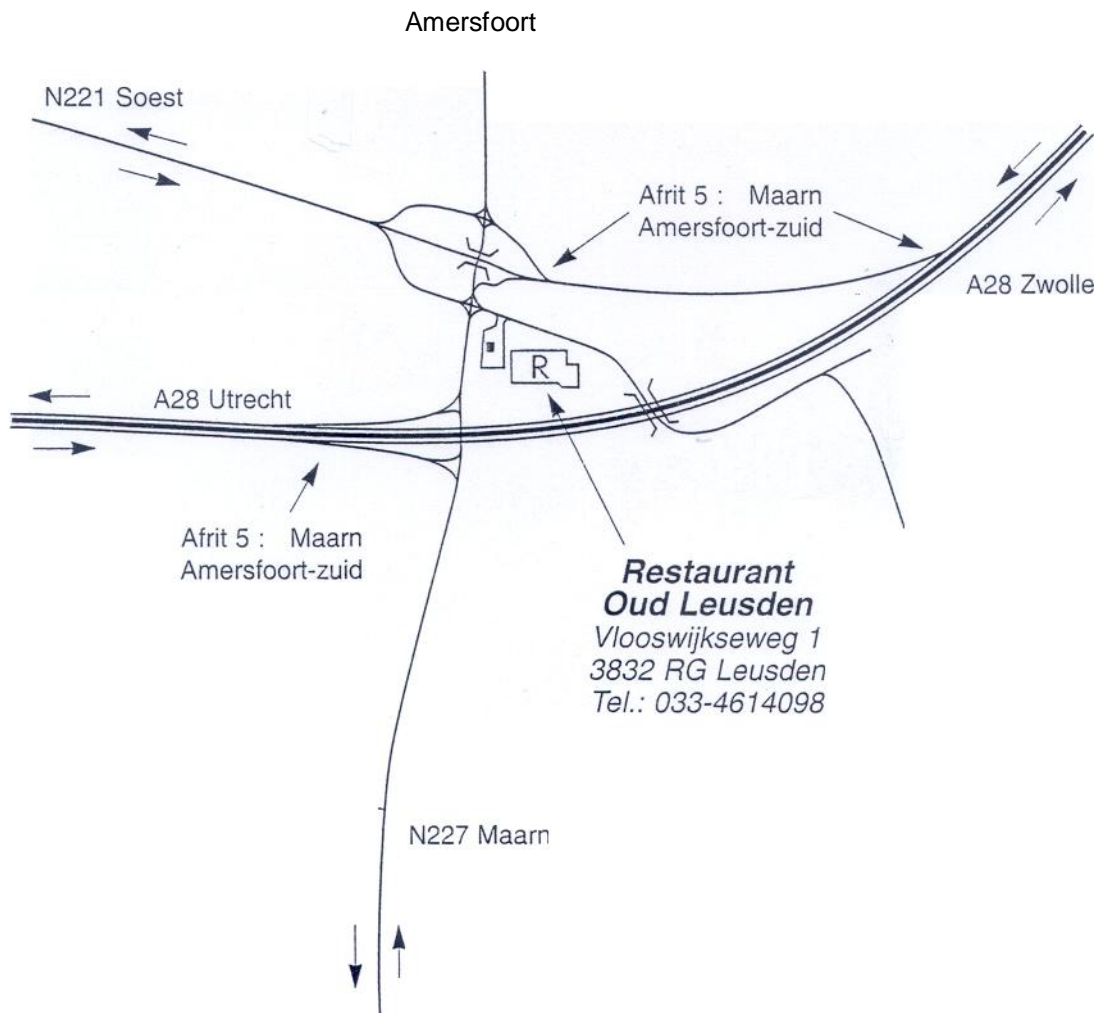 Amersfoort
N221 Soest
Afrit 5 : Maarn
Amersfoort-zuid
A28 Zwolle
A28 Utrecht
R
Afrit 5 : Maarn
Amersfoort-zuid
Restaurant
Oud Leusden
Vlooswijkseweg 1
3832 RG Leusden
Tel.: 033-4614098
N227 Maarn